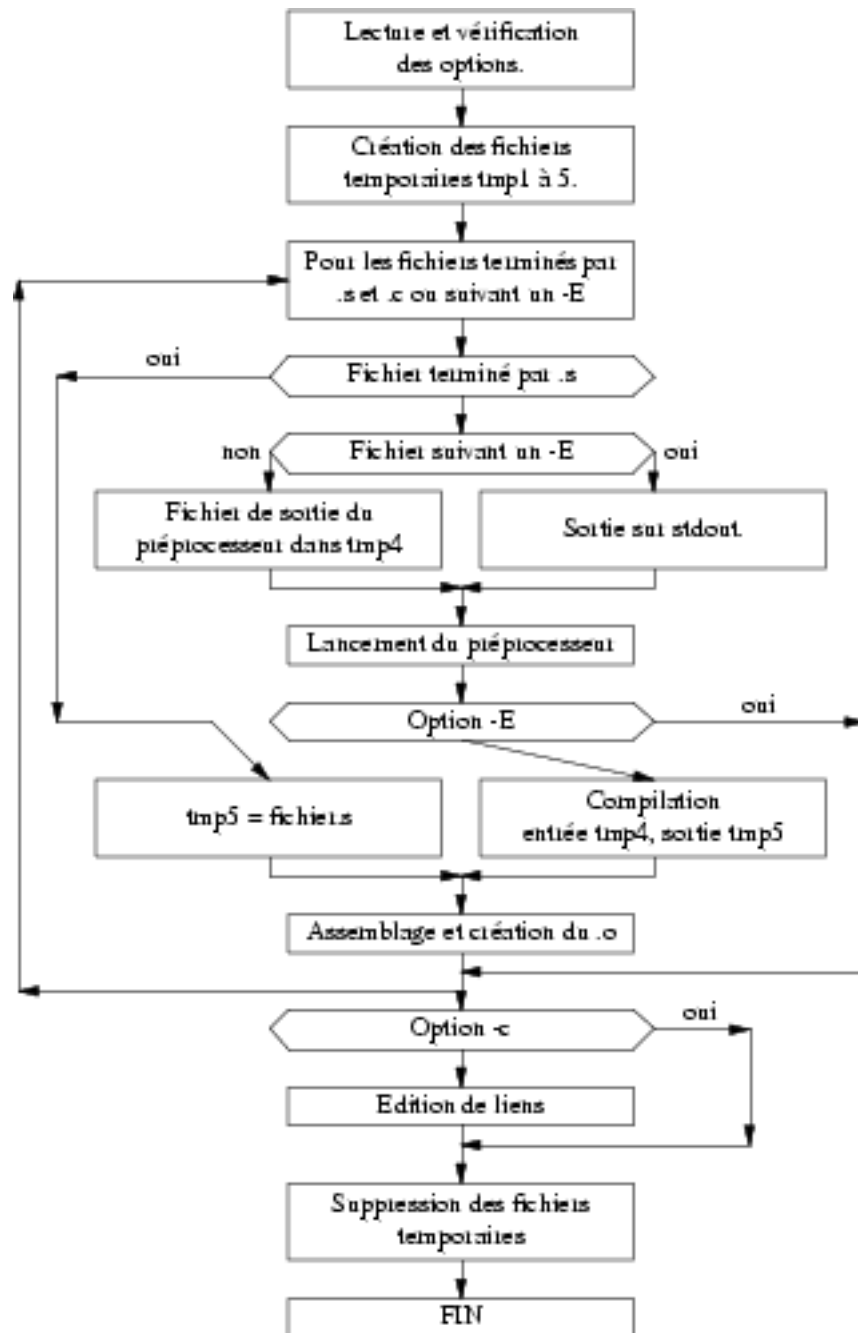 Lecture et vérification
des options.
Création des fichiers
temporaires tmp1 à 5.
Pour les fichiers terminés par
.s et .c ou suivant un -E
oui
Fichier terminé par .s
non
Fichier suivant un -E
oui
Fichier de sortie du
préprocesseur dans tmp4
Sortie sur stdout.
Lancement du préprocesseur
Option -E
oui
tmp5 = fichier.s
Compilation
entrée tmp4, sortie tmp5
Assemblage et création du .o
Option -c
oui
Edition de liens
Suppression des fichiers
temporaires
FIN